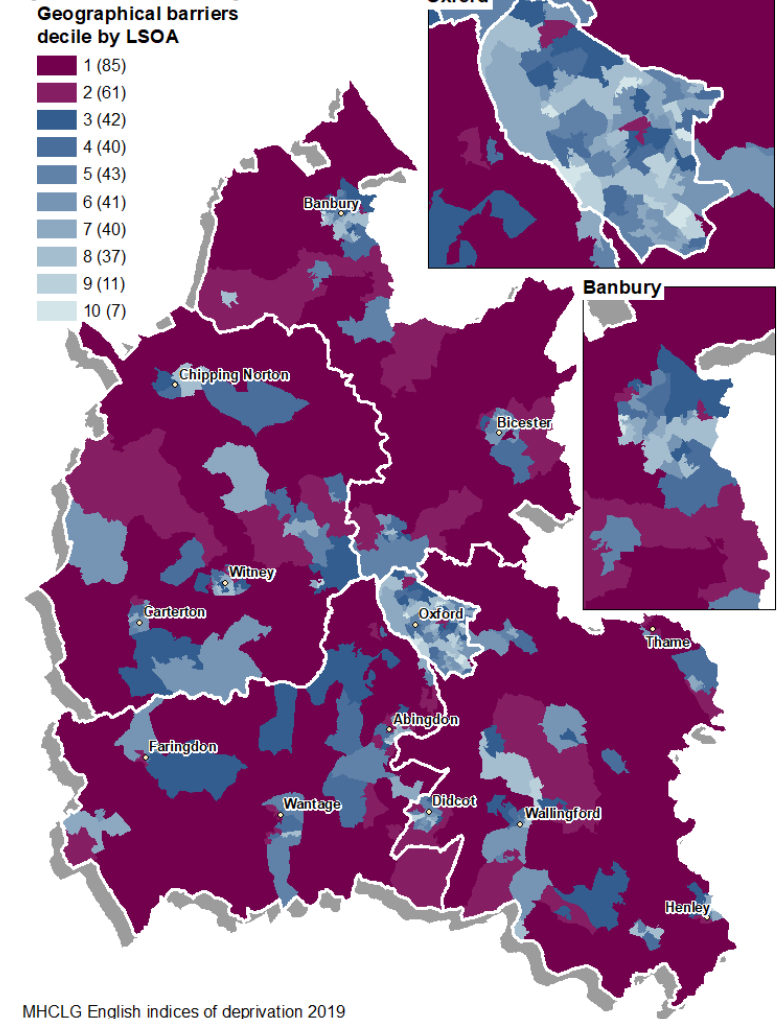 Geographical barriers
decile by LSOA
1 (85)
2 (61)
3 (42)
4 (40)
5 (43)
6 (41)
7 (40)
8 (37)
9 (11)
10 (7)
Oxford
Banbury
Banbury
Chipping Norton
Bicester
Witney
Carterton
Oxford
Thame
Abingdon
Faringdon
Wantage
Didcot
Wallingford
Henley
MHCLG English indices of deprivation 2019